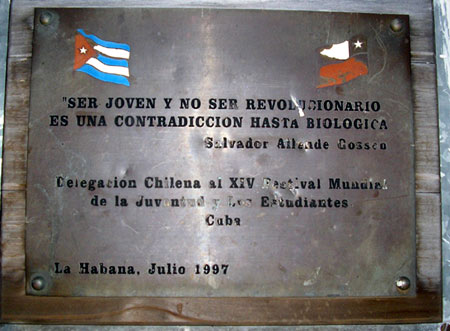 "SER JOVEN Y NO SER REVOLUCIONARIO
ES UNA CONTRADICCION HASTA BIOLOGICA
Salvador Allende Gossen
Delegación Chilena al XIV Festival Mundial
de la Juventud y Los Estudiantes
Cuba
La Habana, Julio 1997